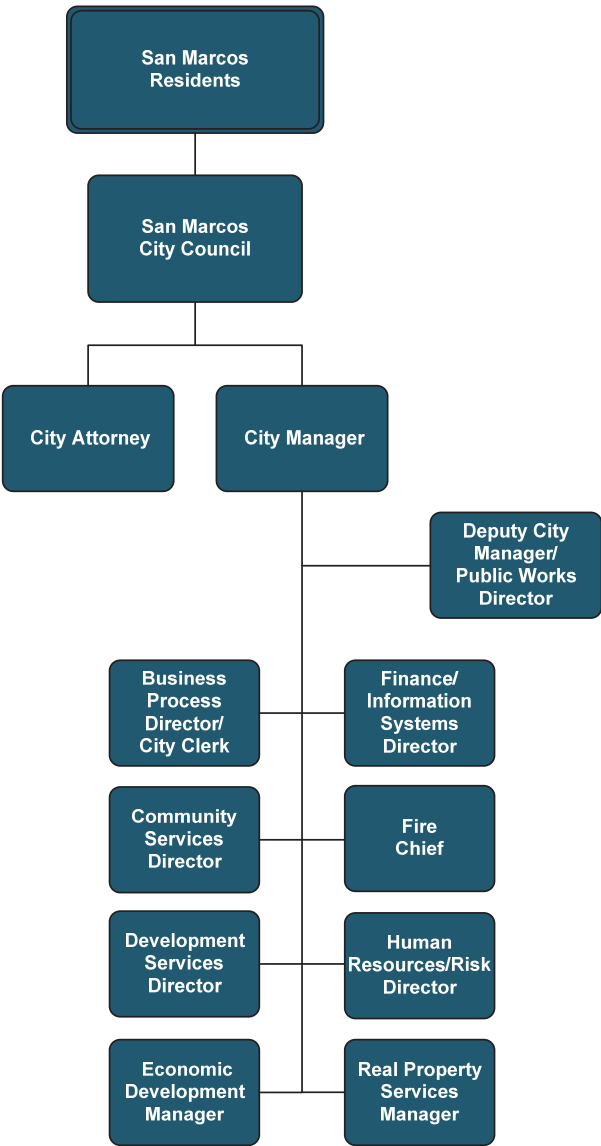 San Marcos
Residents
San Marcos
City Council
City Attorney
City Manager
Deputy City
Manager/
Public Works
Director
Business
Process
Director/
City Clerk
Finance/
Information
Systems
Director
Community
Services
Director
Fire
Chief
Development
Services
Director
Human
Resources/Risk
Director
Economic
Development
Manager
Real Property
Services
Manager